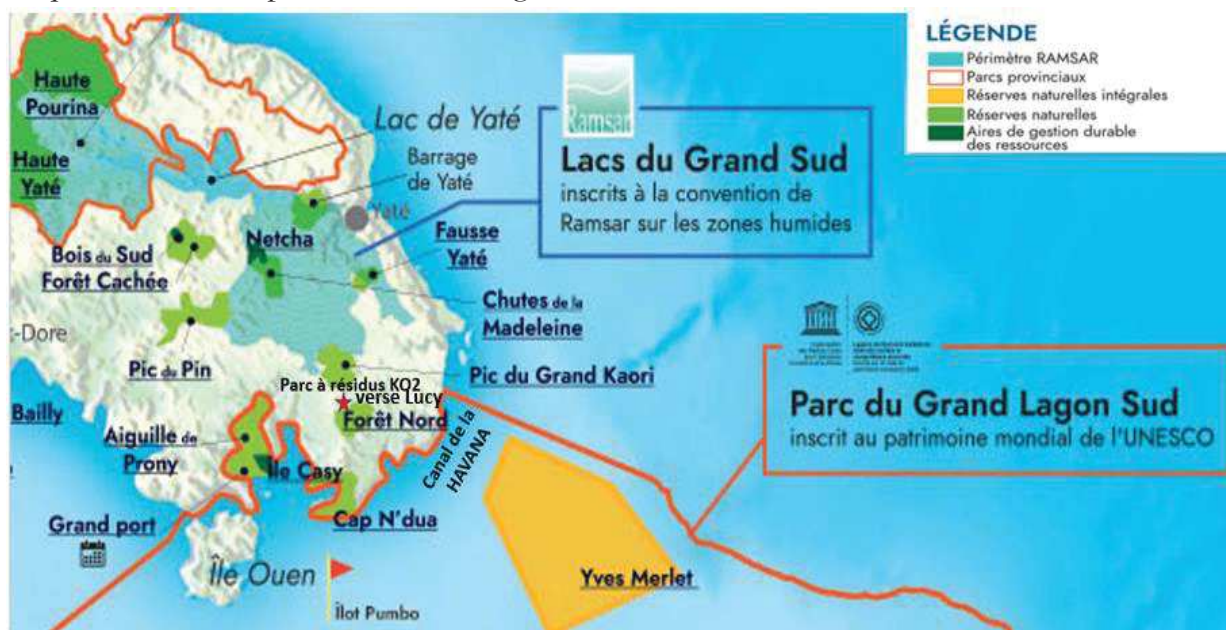 LÉGENDE
Périmètre RAMSAR
Parcs provinciaux
Réserves naturelles intégrales
Réserves naturelles
Aires de gestion durable
des ressources
Haute
Pourina
Haute
Yaté
Lac de Yaté
Barrage
de Yaté
Yaté
Ramsar
Lacs du Grand Sud
inscrits à la convention de
Ramsar sur les zones humides
Netcha
Fausse
Yaté
Bois du Sud
Forêt Cachée
Chutes de la
Madeleine
-Dore
Pic du Pin
Pic du Grand Kaori
Parc à résidus KO2
verse Lucy
Forêt Nord
Bailly
Aiguille de
Prony
Île Casy
Canal de la
HAVANA
Parc du Grand Lagon Sud
inscrit au patrimoine mondial de l'UNESCO
Grand port
Cap N'dua
Île Ouen
Îlot Pumbo
Yves Merlet